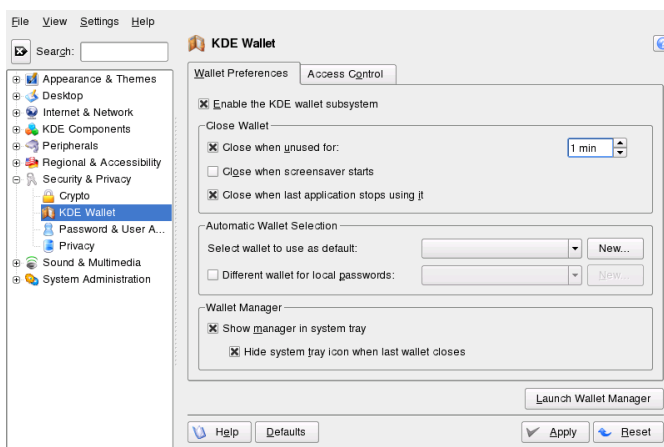 File View Settings Help
Search:
Appearance & Themes
Desktop
Internet & Network
KDE Components
Peripherals
Regional & Accessibility
Security & Privacy
Crypto
KDE Wallet
Password & User A...
Privacy
Sound & Multimedia
System Administration
KDE Wallet
Wallet Preferences Access Control
Enable the KDE wallet subsystem
Close Wallet
Close when unused for: 1 min
Close when screensaver starts
Close when last application stops using it
Automatic Wallet Selection
Select wallet to use as default: New...
Different wallet for local passwords: New...
Wallet Manager
Show manager in system tray
Hide system tray icon when last wallet closes
Launch Wallet Manager
Help Defaults Apply Reset